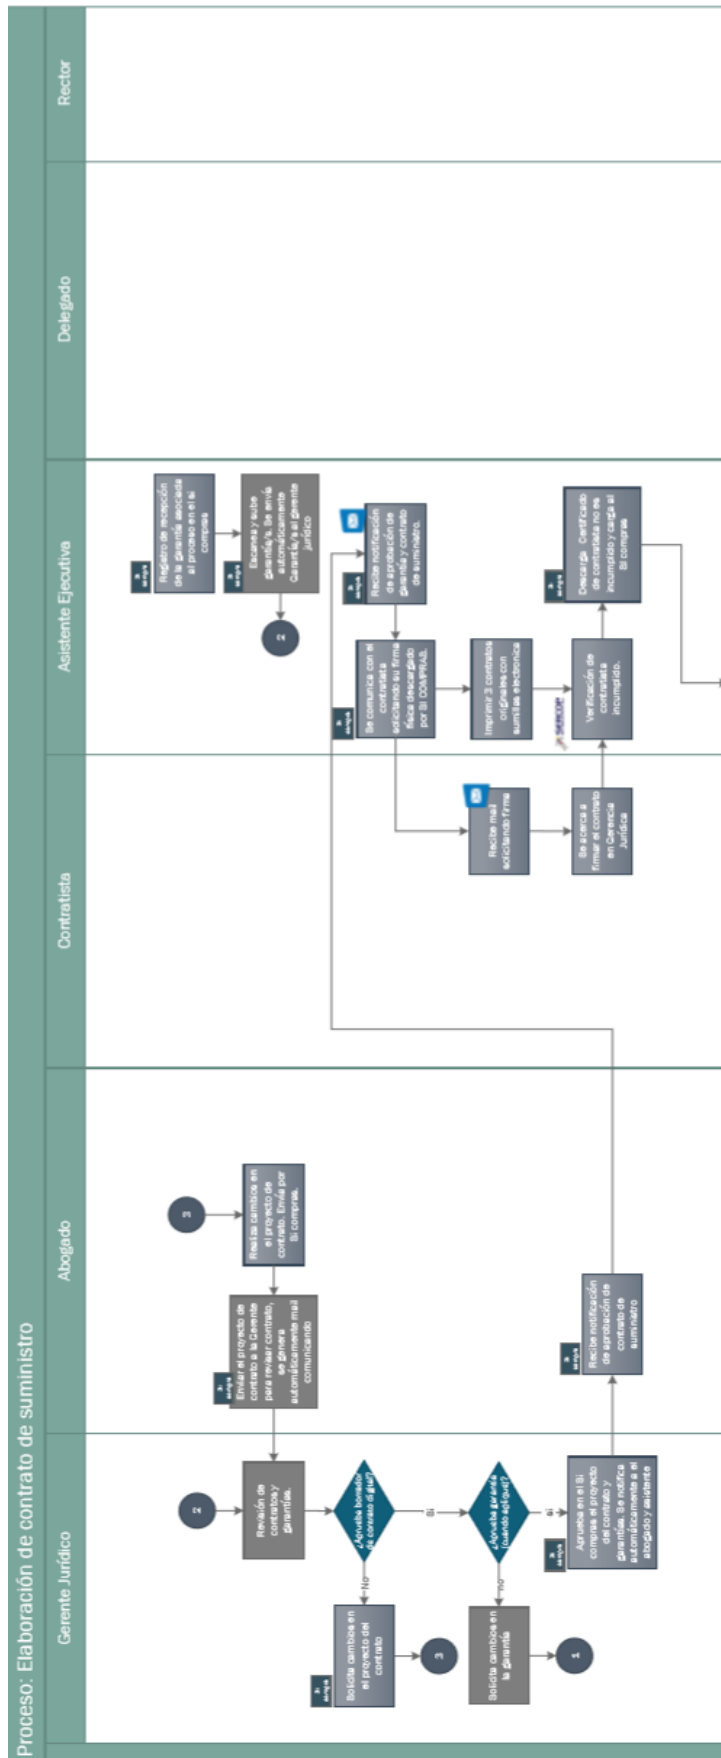 Proceso: Elaboración de contrato de suministro
Rector
Delegado
Asistente Ejecutiva
Contratista
Abogado
Gerente Jurídico
Registro de recepción
de la garantía asociada
al proceso en el si
compras
Escanea y sube
garantía/s. Se envía
automáticamente
Garantía/s al gerente
jurídico
2
Recibe notificación
de aprobación de
garantía y contrato
de suministro.
Se comunica con el
contratista
solicitando su firma
física descargado
por SI COMPRAS.
Imprimir 3 contratos
originales con
sumillas electronica
SERCOP
Verificación de
contratista
incumplido.
Descarga Certificado
de contratista no es
incumplido y carga al
SI compras
Recibe mail
solicitando firma
Se acerca a
firmar el contrato
en Gerencia
Jurídica
3
Realiza cambios en
el proyecto de
contrato. Envía por
Si compras.
Enviar el proyecto de
contrato a la Gerente
para revisar contrato,
se genera
automáticamente mail
comunicando
Recibe notificación
de aprobación de
contrato de
suministro
2
Revisión de
contratos y
garantías.
¿Aprueba borrador
de contrato digital?
No
Si
Solicita cambios en
el proyecto del
contrato
3
¿Aprueba garantía
(cuando aplique)?
no
si
Solicita cambios en
la garantía
1
Aprueba en el Si
compras el proyecto
del contrato y
garantías. Se notifica
automáticamente a el
abogado y asistente